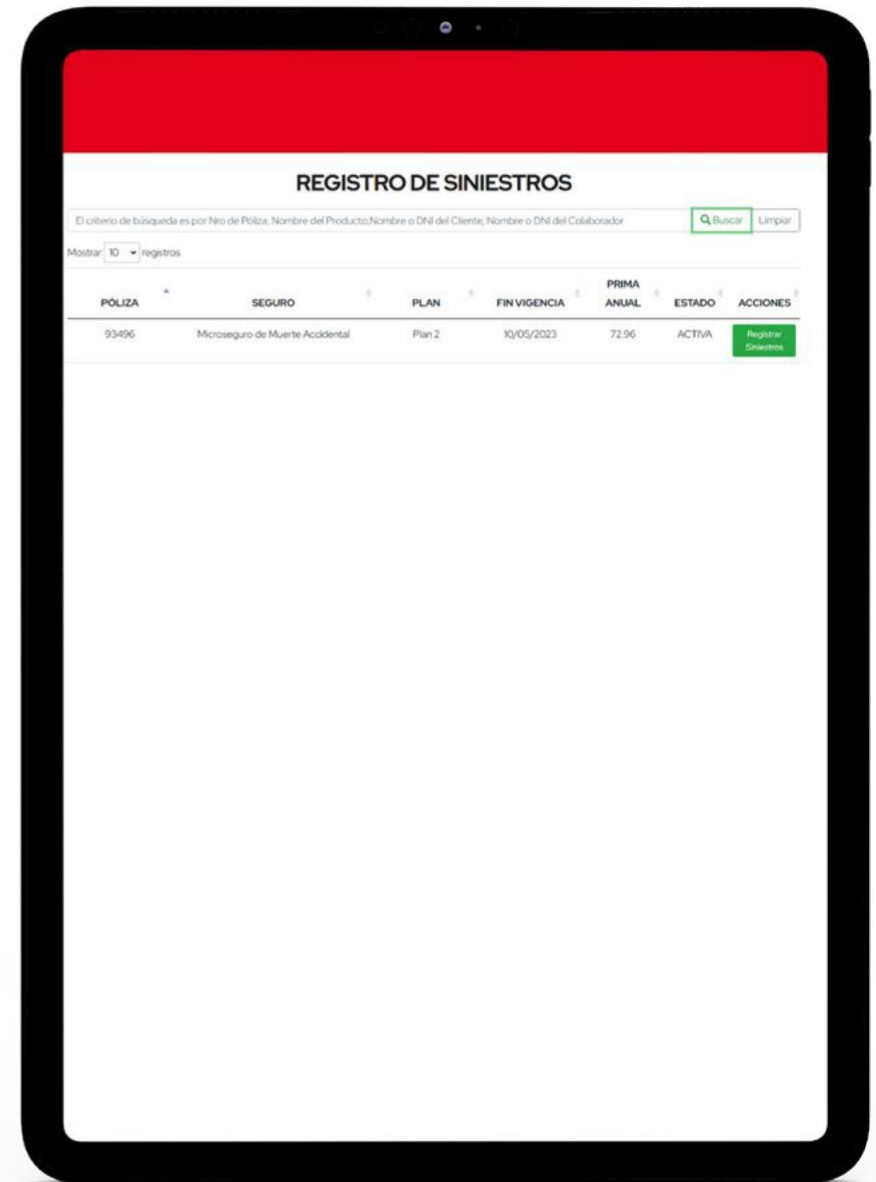 REGISTRO DE SINIESTROS
El criterio de búsqueda es por Nro de Póliza, Nombre del Producto,Nombre o DNI del Cliente, Nombre o DNI del Colaborador Buscar Limpiar
Mostrar 10 registros
PÓLIZA SEGURO PLAN FIN VIGENCIA PRIMA ANUAL ESTADO ACCIONES
93496 Microseguro de Muerte Accidental Plan 2 10/05/2023 72.96 ACTIVA Registrar Siniestros